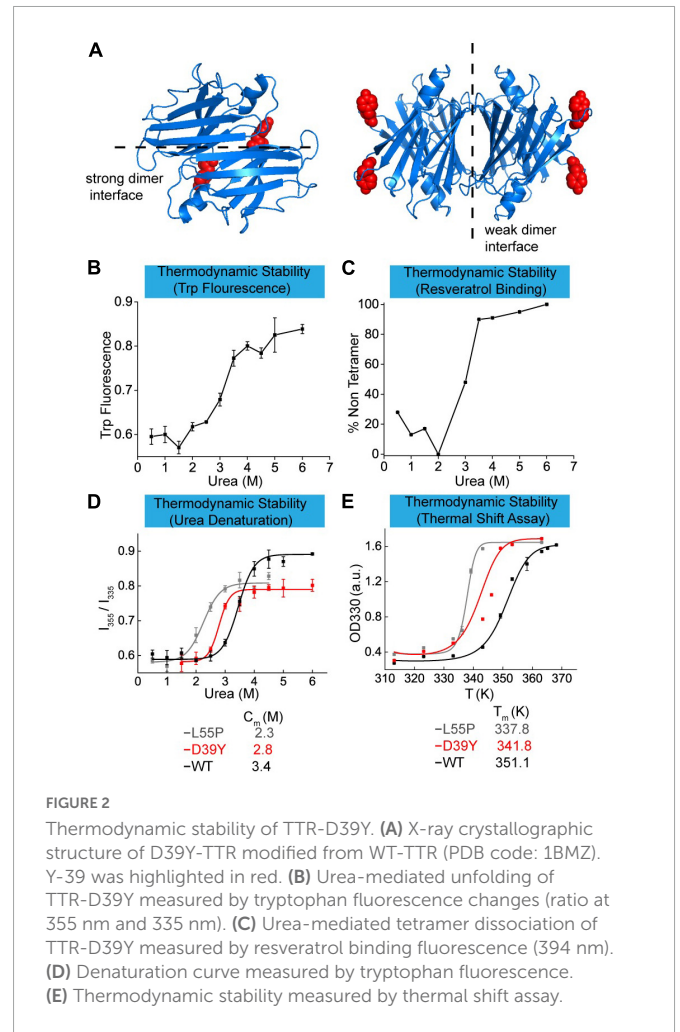 A
strong dimer
interface
weak dimer
interface
B
Thermodynamic Stability
(Trp Flourescence)
0.9
0.8
0.7
0.6
Trp Fluorescence
0 1 2 3 4 5 6 7
Urea (M)
C
Thermodynamic Stability
(Resveratrol Binding)
100
80
60
40
20
0
% Non Tetramer
0 1 2 3 4 5 6 7
Urea (M)
D
Thermodynamic Stability
(Urea Denaturation)
0.9
0.8
0.7
0.6
I355 / I335
0 1 2 3 4 5 6
Urea (M)
Cm (M)
−L55P 2.3
−D39Y 2.8
−WT 3.4
E
Thermodynamic Stability
(Thermal Shift Assay)
1.6
1.2
0.8
0.4
OD330 (a.u.)
310 320 330 340 350 360 370
T (K)
Tm (K)
−L55P 337.8
−D39Y 341.8
−WT 351.1
FIGURE 2
Thermodynamic stability of TTR-D39Y. (A) X-ray crystallographic
structure of D39Y-TTR modified from WT-TTR (PDB code: 1BMZ).
Y-39 was highlighted in red. (B) Urea-mediated unfolding of
TTR-D39Y measured by tryptophan fluorescence changes (ratio at
355 nm and 335 nm). (C) Urea-mediated tetramer dissociation of
TTR-D39Y measured by resveratrol binding fluorescence (394 nm).
(D) Denaturation curve measured by tryptophan fluorescence.
(E) Thermodynamic stability measured by thermal shift assay.